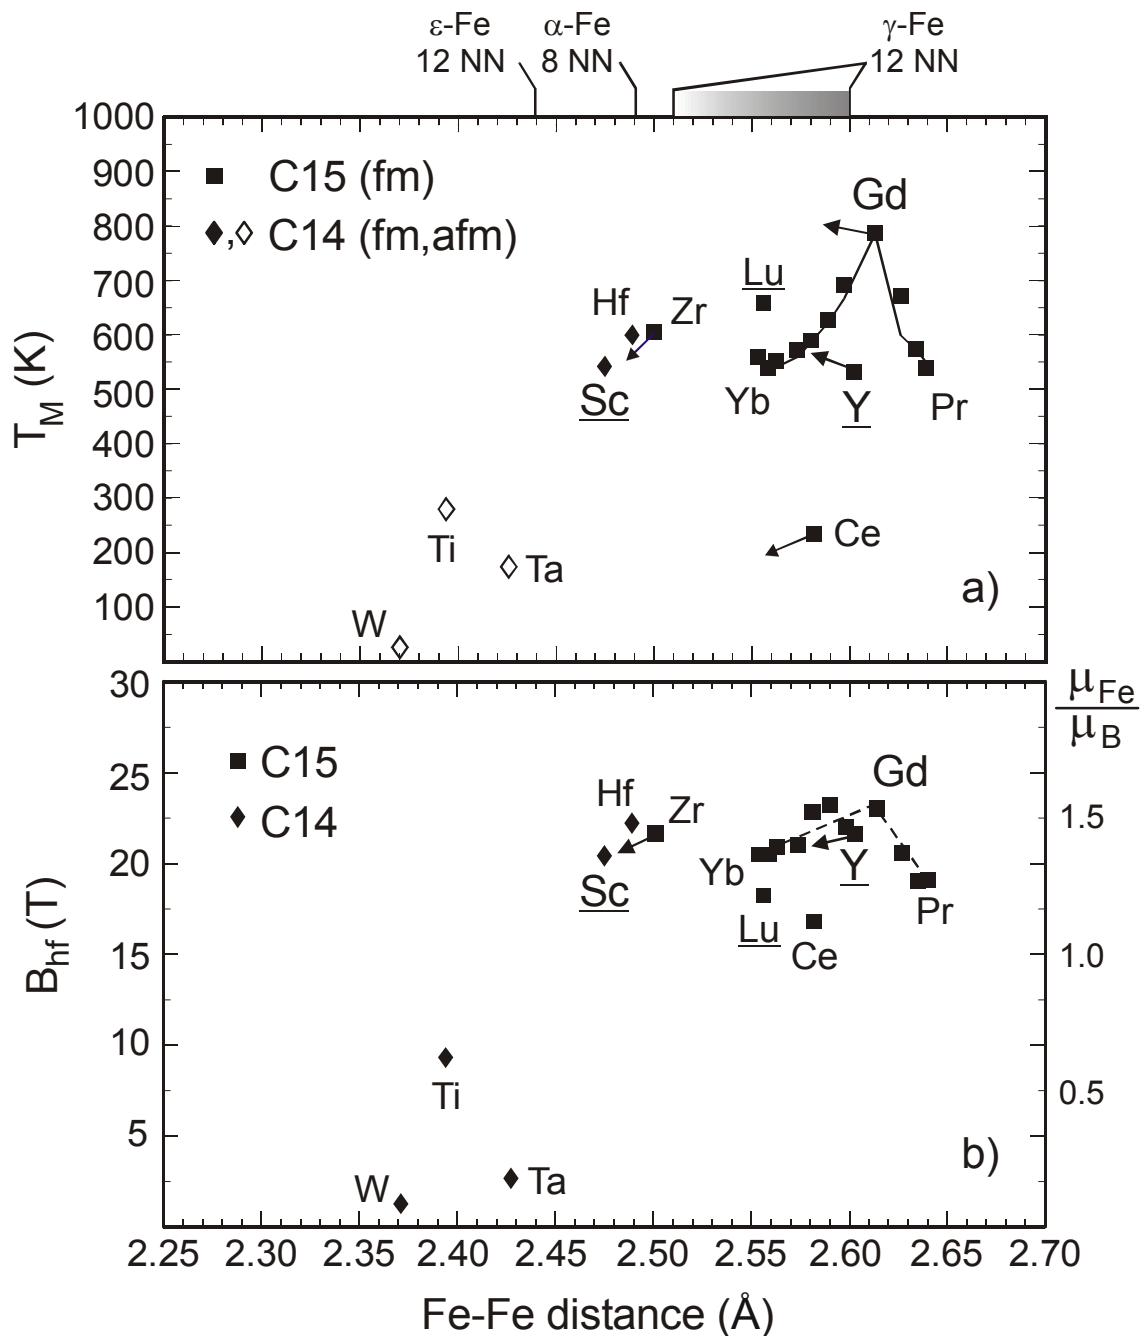 ε-Fe α-Fe γ-Fe
12 NN 8 NN 12 NN
1000
900
800
700
600
500
400
300
200
100
T_M (K)
C15 (fm)
,C14 (fm,afm)
Gd
Lu
Hf
Zr
Sc
Yb
Y
Pr
Ti
Ta
Ce
W
a)
30
25
20
15
10
5
B_hf (T)
μ_Fe
μ_B
1.5
1.0
0.5
C15
C14
Gd
Hf
Zr
Sc
Yb
Y
Lu
Ce
Pr
Ti
Ta
W
b)
2.25 2.30 2.35 2.40 2.45 2.50 2.55 2.60 2.65 2.70
Fe-Fe distance (Å)